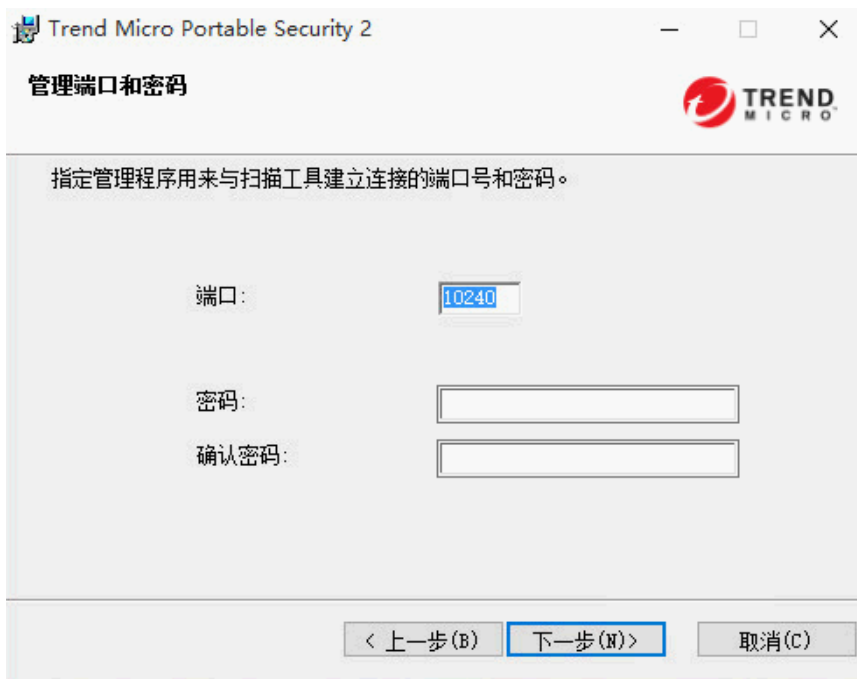 Trend Micro Portable Security 2
管理端口和密码
TREND
MICRO
指定管理程序用来与扫描工具建立连接的端口号和密码。
端口:
10240
密码:
确认密码:
< 上一步(B)
下一步(N)>
取消(C)